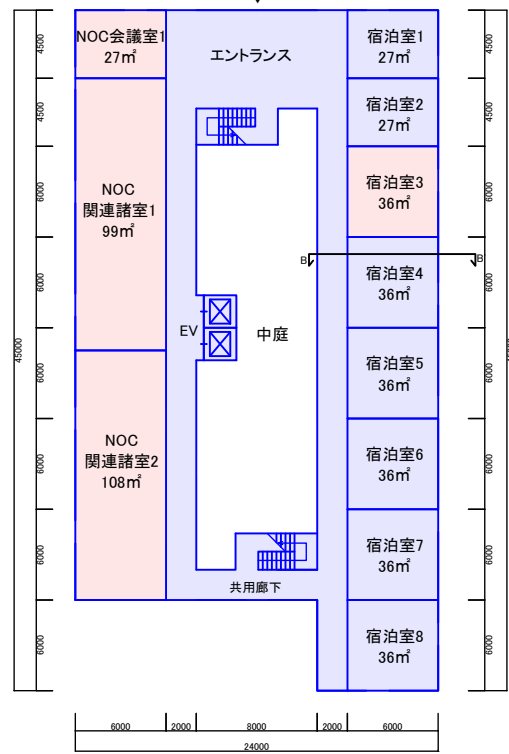 NOC会議室1
27㎡
エントランス
宿泊室1
27㎡
宿泊室2
27㎡
NOC
関連諸室1
99㎡
宿泊室3
36㎡
B
B
宿泊室4
36㎡
EV
中庭
宿泊室5
36㎡
NOC
関連諸室2
108㎡
宿泊室6
36㎡
宿泊室7
36㎡
共用廊下
宿泊室8
36㎡
4500
4500
6000
6000
6000
6000
6000
6000
45000
4500
4500
6000
6000
6000
6000
6000
6000
6000
2000
8000
2000
6000
24000